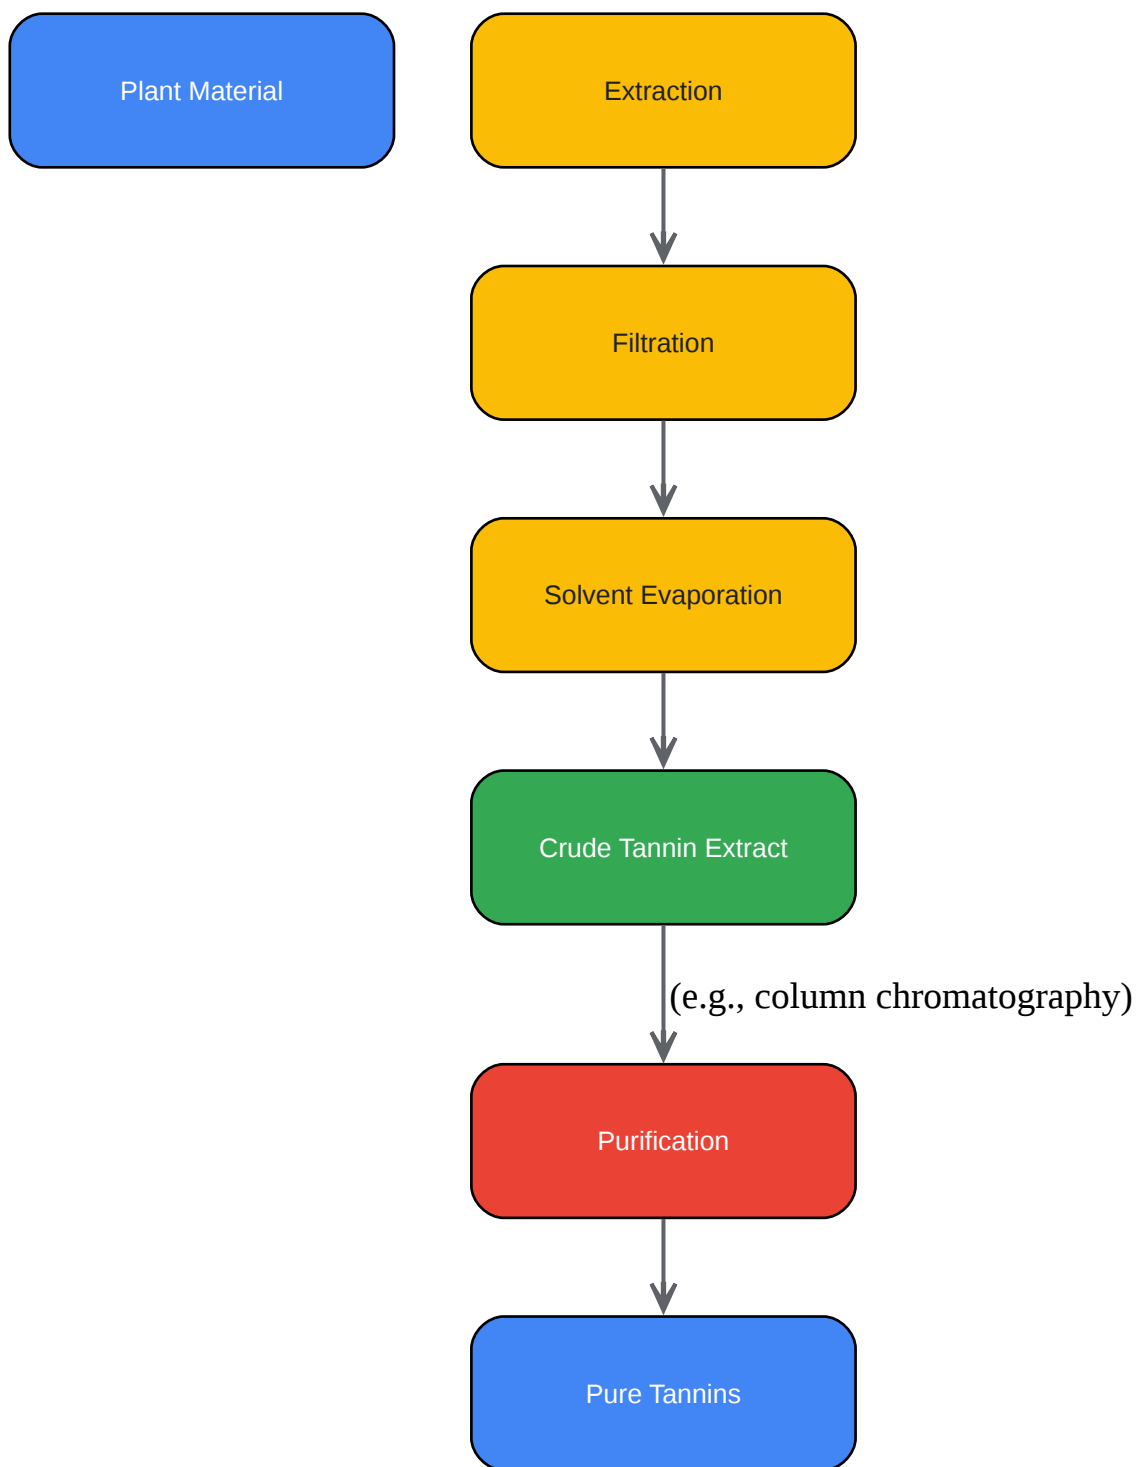 Plant Material
Extraction
Filtration
Solvent Evaporation
Crude Tannin Extract
(e.g., column chromatography)
Purification
Pure Tannins